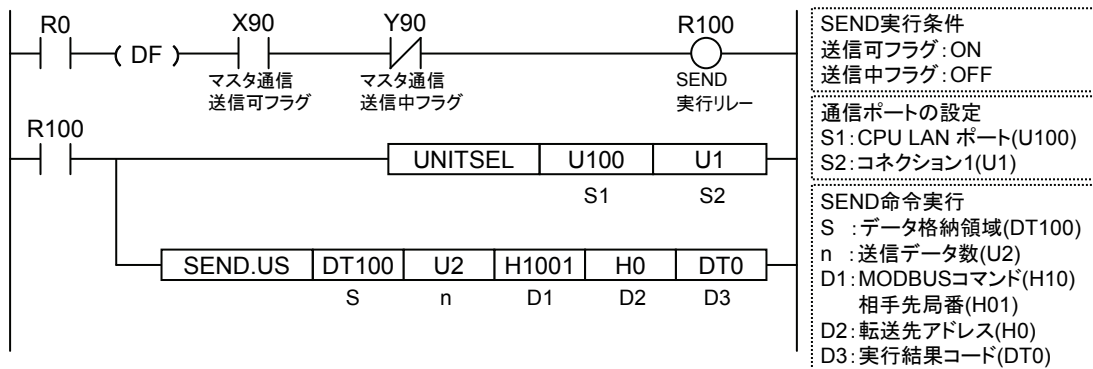 R0 X90 Y90 R100
DF
マスタ通信 マスタ通信 SEND
送信可フラグ 送信中フラグ 実行リレー
R100
UNITSEL U100 U1
S1 S2
SEND.US DT100 U2 H1001 H0 DT0
S n D1 D2 D3
SEND実行条件
送信可フラグ:ON
送信中フラグ:OFF
通信ポートの設定
S1:CPU LAN ポート(U100)
S2:コネクション1(U1)
SEND命令実行
S :データ格納領域(DT100)
n :送信データ数(U2)
D1:MODBUSコマンド(H10)
相手先局番(H01)
D2:転送先アドレス(H0)
D3:実行結果コード(DT0)